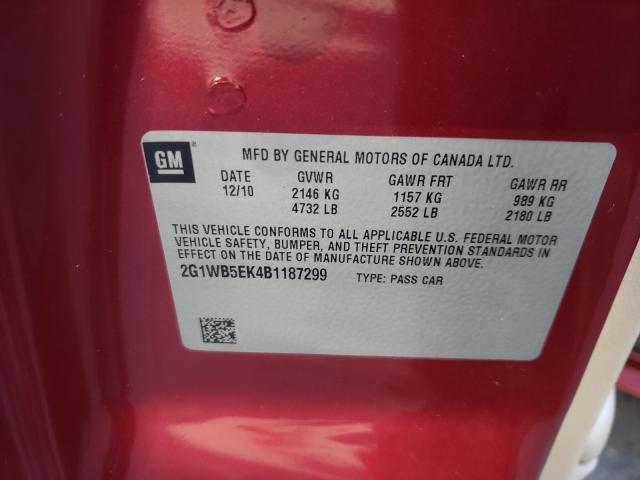 GM
MFD BY GENERAL MOTORS OF CANADA LTD.
DATE GVWR GAWR FRT GAWR RR
12/10 2146 KG 1157 KG 989 KG
4732 LB 2552 LB 2180 LB
THIS VEHICLE CONFORMS TO ALL APPLICABLE U.S. FEDERAL MOTOR
VEHICLE SAFETY, BUMPER, AND THEFT PREVENTION STANDARDS IN
EFFECT ON THE DATE OF MANUFACTURE SHOWN ABOVE.
2G1WB5EK4B1187299 TYPE: PASS CAR